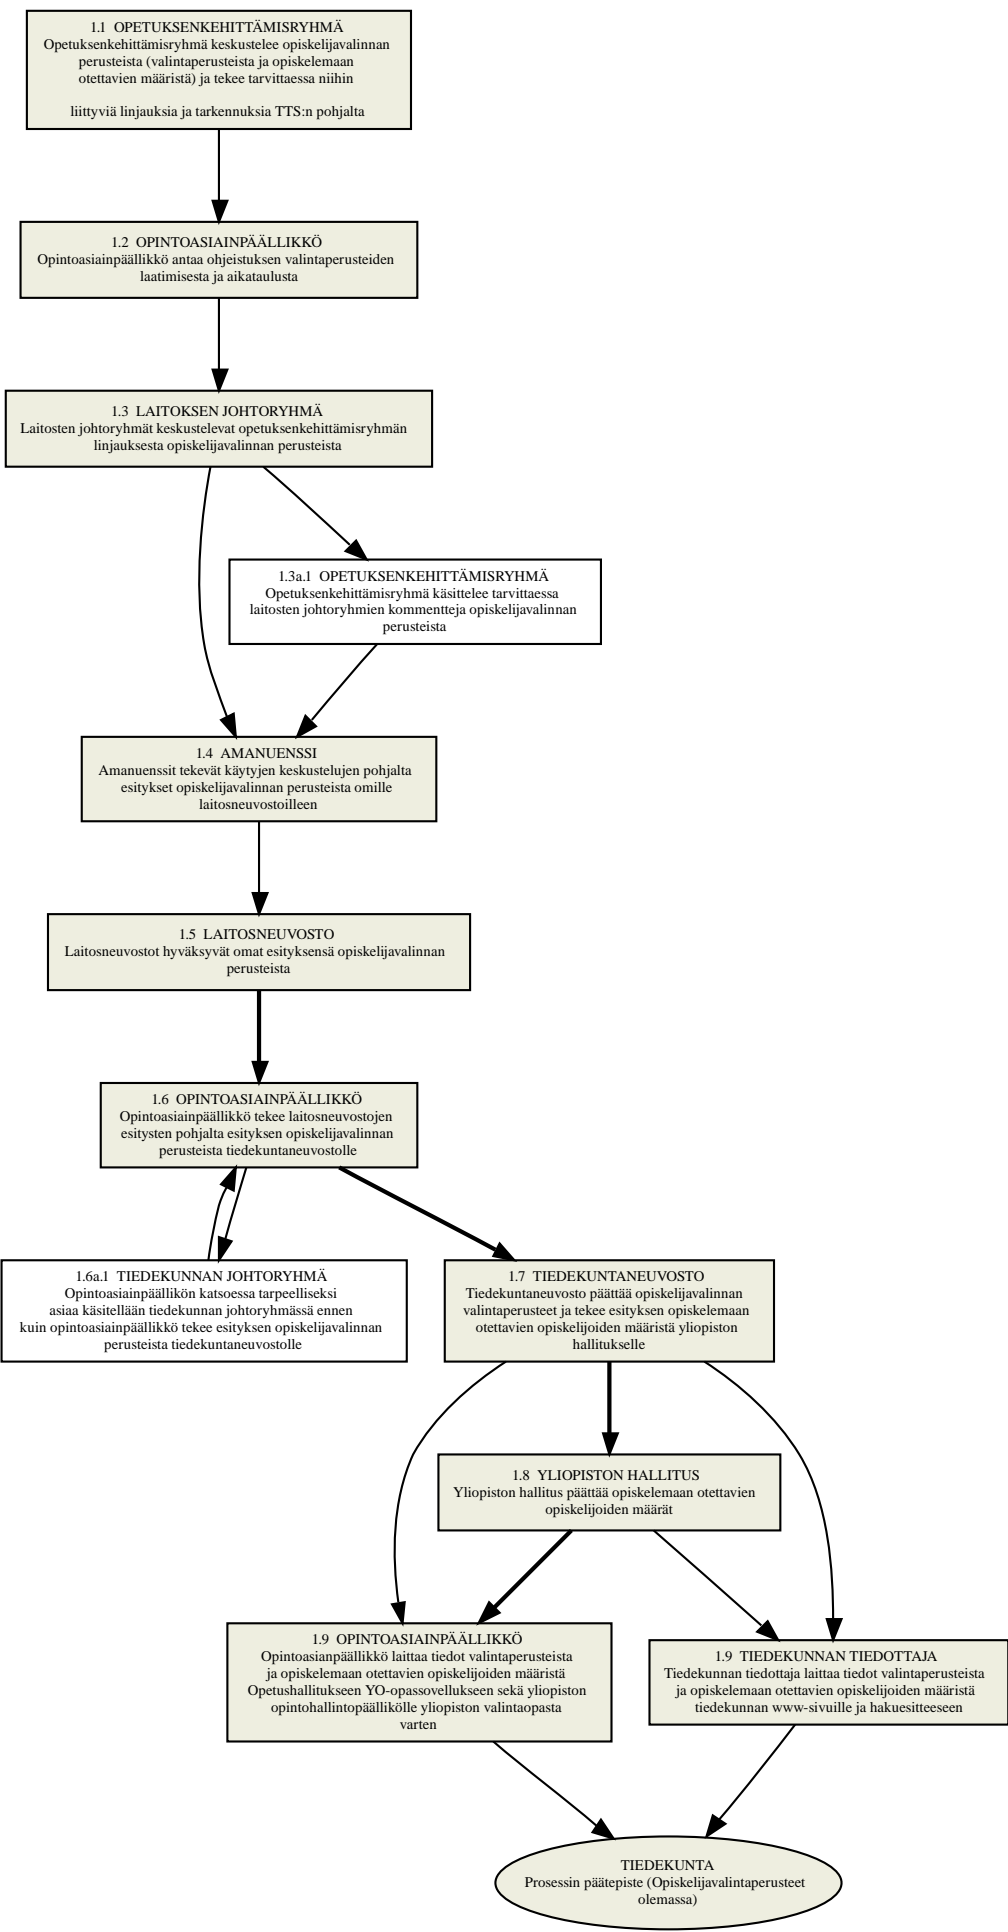 1.1 OPETUKSENKEHITTÄMISRYHMÄ
Opetuksenkehittämisryhmä keskustelee opiskelijavalinnan
perusteista (valintaperusteista ja opiskelemaan
otettavien määristä) ja tekee tarvittaessa niihin
liittyviä linjauksia ja tarkennuksia TTS:n pohjalta
1.2 OPINTOASIAINPÄÄLLIKKÖ
Opintoasiainpäällikkö antaa ohjeistuksen valintaperusteiden
laatimisesta ja aikataulusta
1.3 LAITOKSEN JOHTORYHMÄ
Laitosten johtoryhmät keskustelevat opetuksenkehittämisryhmän
linjauksesta opiskelijavalinnan perusteista
1.3a.1 OPETUKSENKEHITTÄMISRYHMÄ
Opetuksenkehittämisryhmä käsittelee tarvittaessa
laitosten johtoryhmien kommentteja opiskelijavalinnan
perusteista
1.4 AMANUENSSI
Amanuenssit tekevät käytyjen keskustelujen pohjalta
esitykset opiskelijavalinnan perusteista omille
laitosneuvostoilleen
1.5 LAITOSNEUVOSTO
Laitosneuvostot hyväksyvät omat esityksensä opiskelijavalinnan
perusteista
1.6 OPINTOASIAINPÄÄLLIKKÖ
Opintoasiainpäällikkö tekee laitosneuvostojen
esitysten pohjalta esityksen opiskelijavalinnan
perusteista tiedekuntaneuvostolle
1.6a.1 TIEDEKUNNAN JOHTORYHMÄ
Opintoasiainpäällikön katsoessa tarpeelliseksi
asiaa käsitellään tiedekunnan johtoryhmässä ennen
kuin opintoasiainpäällikkö tekee esityksen opiskelijavalinnan
perusteista tiedekuntaneuvostolle
1.7 TIEDEKUNTANEUVOSTO
Tiedekuntaneuvosto päättää opiskelijavalinnan
valintaperusteet ja tekee esityksen opiskelemaan
otettavien opiskelijoiden määristä yliopiston
hallitukselle
1.8 YLIOPISTON HALLITUS
Yliopiston hallitus päättää opiskelemaan otettavien
opiskelijoiden määrät
1.9 OPINTOASIAINPÄÄLLIKKÖ
Opintoasianpäällikkö laittaa tiedot valintaperusteista
ja opiskelemaan otettavien opiskelijoiden määristä
Opetushallitukseen YO-opassovellukseen sekä yliopiston
opintohallintopäällikölle yliopiston valintaopasta
varten
1.9 TIEDEKUNNAN TIEDOTTAJA
Tiedekunnan tiedottaja laittaa tiedot valintaperusteista
ja opiskelemaan otettavien opiskelijoiden määristä
tiedekunnan www-sivuille ja hakuesitteeseen
TIEDEKUNTA
Prosessin päätepiste (Opiskelijavalintaperusteet
olemassa)